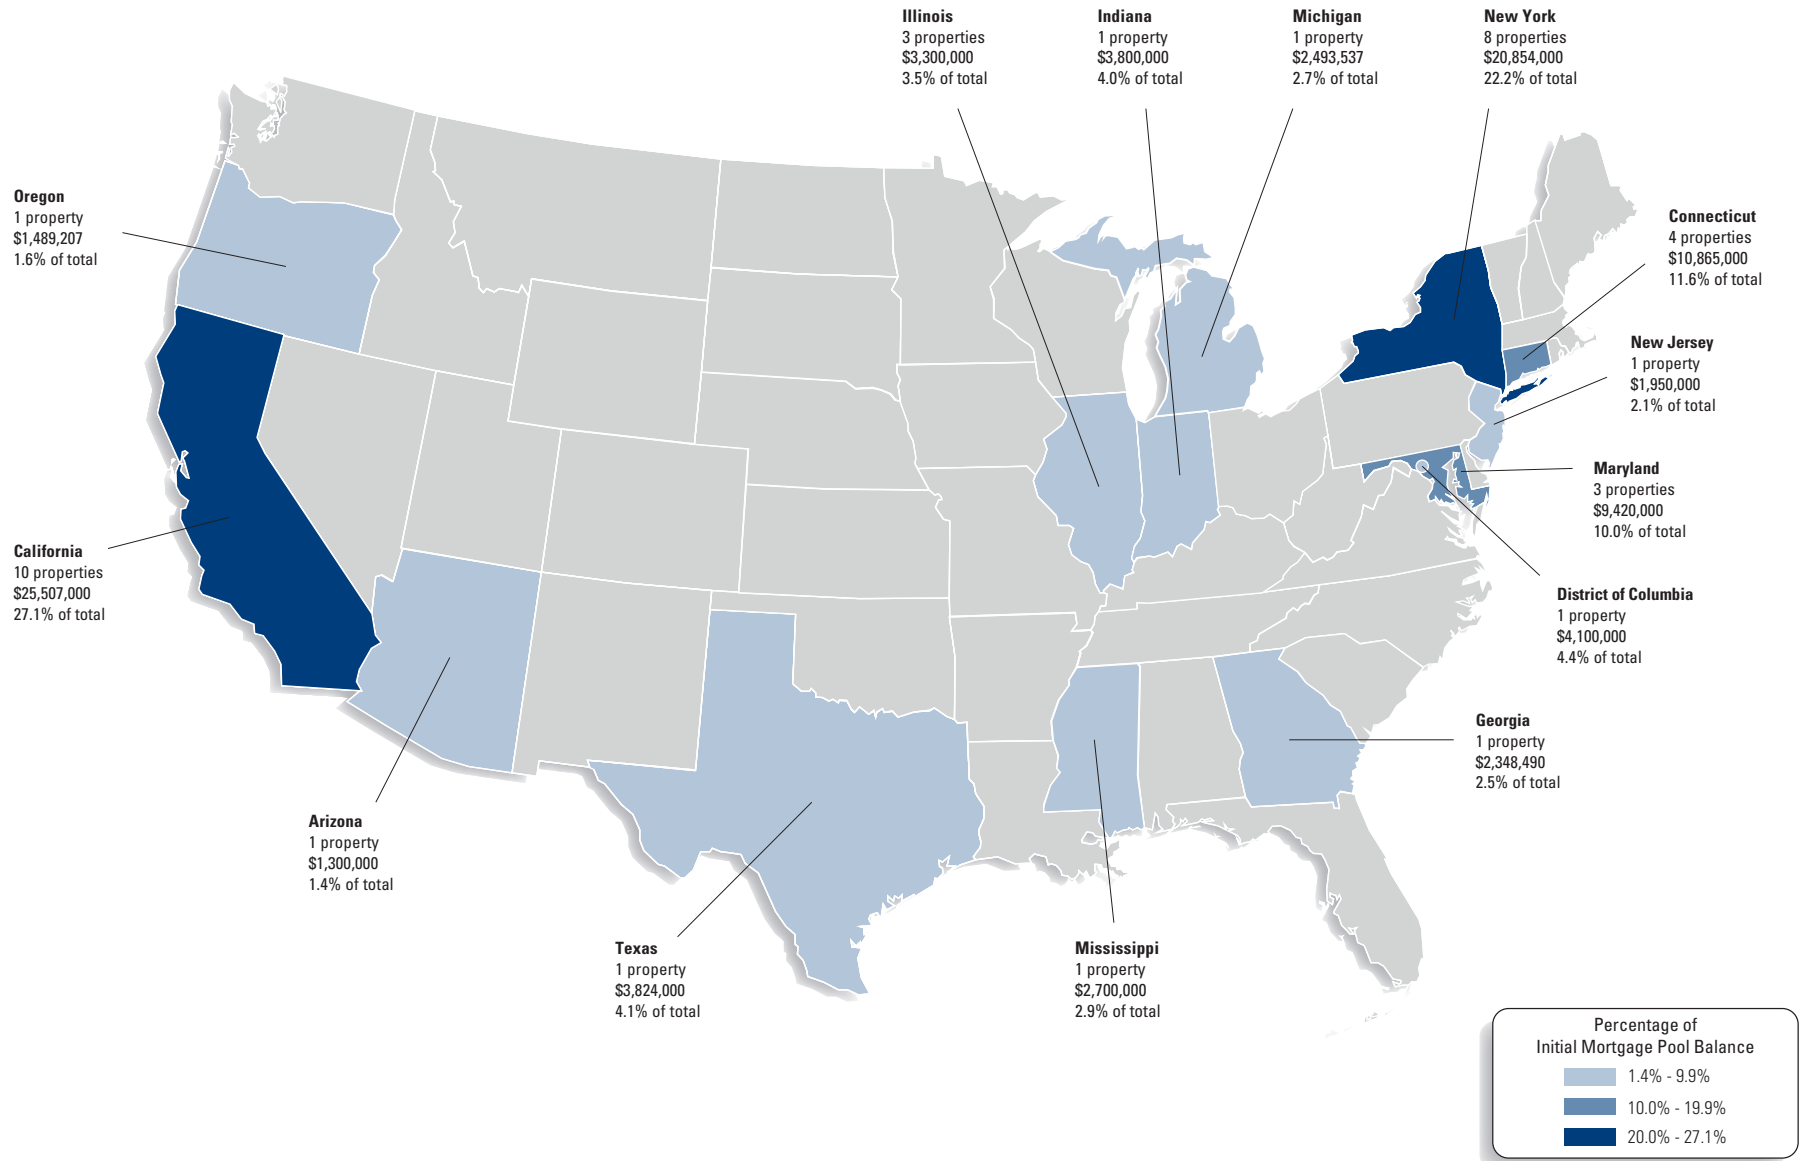 Illinois
3 properties
$3,300,000
3.5% of total
Indiana
1 property
$3,800,000
4.0% of total
Michigan
1 property
$2,493,537
2.7% of total
New York
8 properties
$20,854,000
22.2% of total
Oregon
1 property
$1,489,207
1.6% of total
Connecticut
4 properties
$10,865,000
11.6% of total
New Jersey
1 property
$1,950,000
2.1% of total
Maryland
3 properties
$9,420,000
10.0% of total
California
10 properties
$25,507,000
27.1% of total
District of Columbia
1 property
$4,100,000
4.4% of total
Georgia
1 property
$2,348,490
2.5% of total
Arizona
1 property
$1,300,000
1.4% of total
Texas
1 property
$3,824,000
4.1% of total
Mississippi
1 property
$2,700,000
2.9% of total
Percentage of
Initial Mortgage Pool Balance
1.4% - 9.9%
10.0% - 19.9%
20.0% - 27.1%